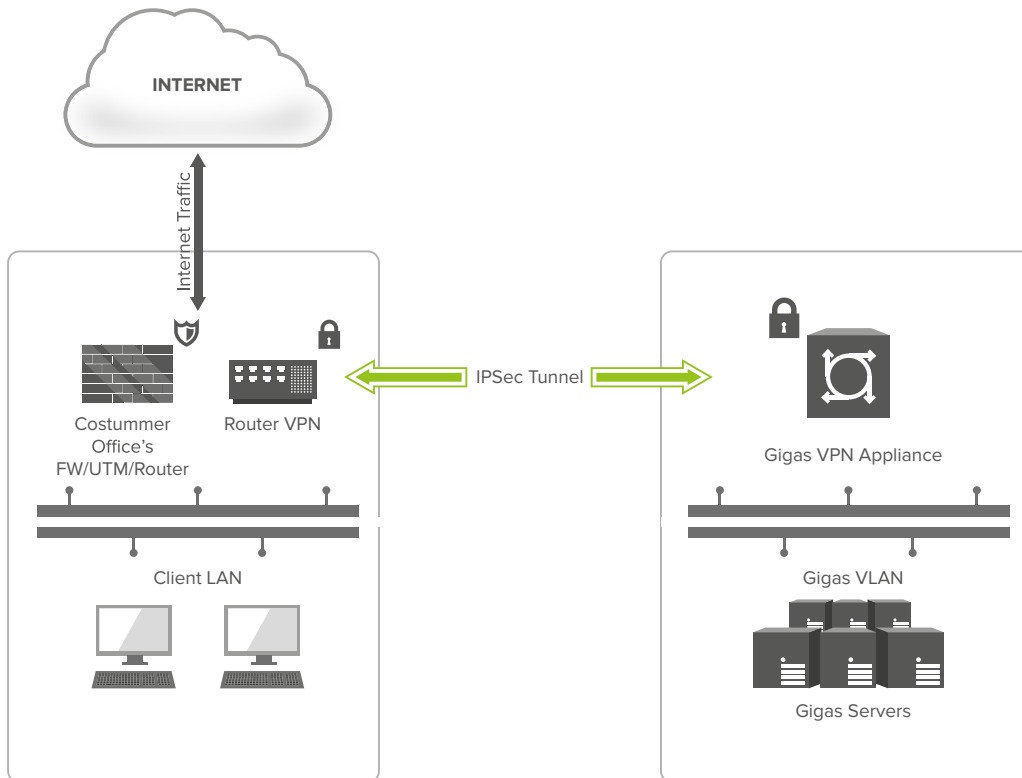 INTERNET
Internet Traffic
IPSec Tunnel
Costummer
Office's
FW/UTM/Router
Router VPN
Gigas VPN Appliance
Client LAN
Gigas VLAN
Gigas Servers